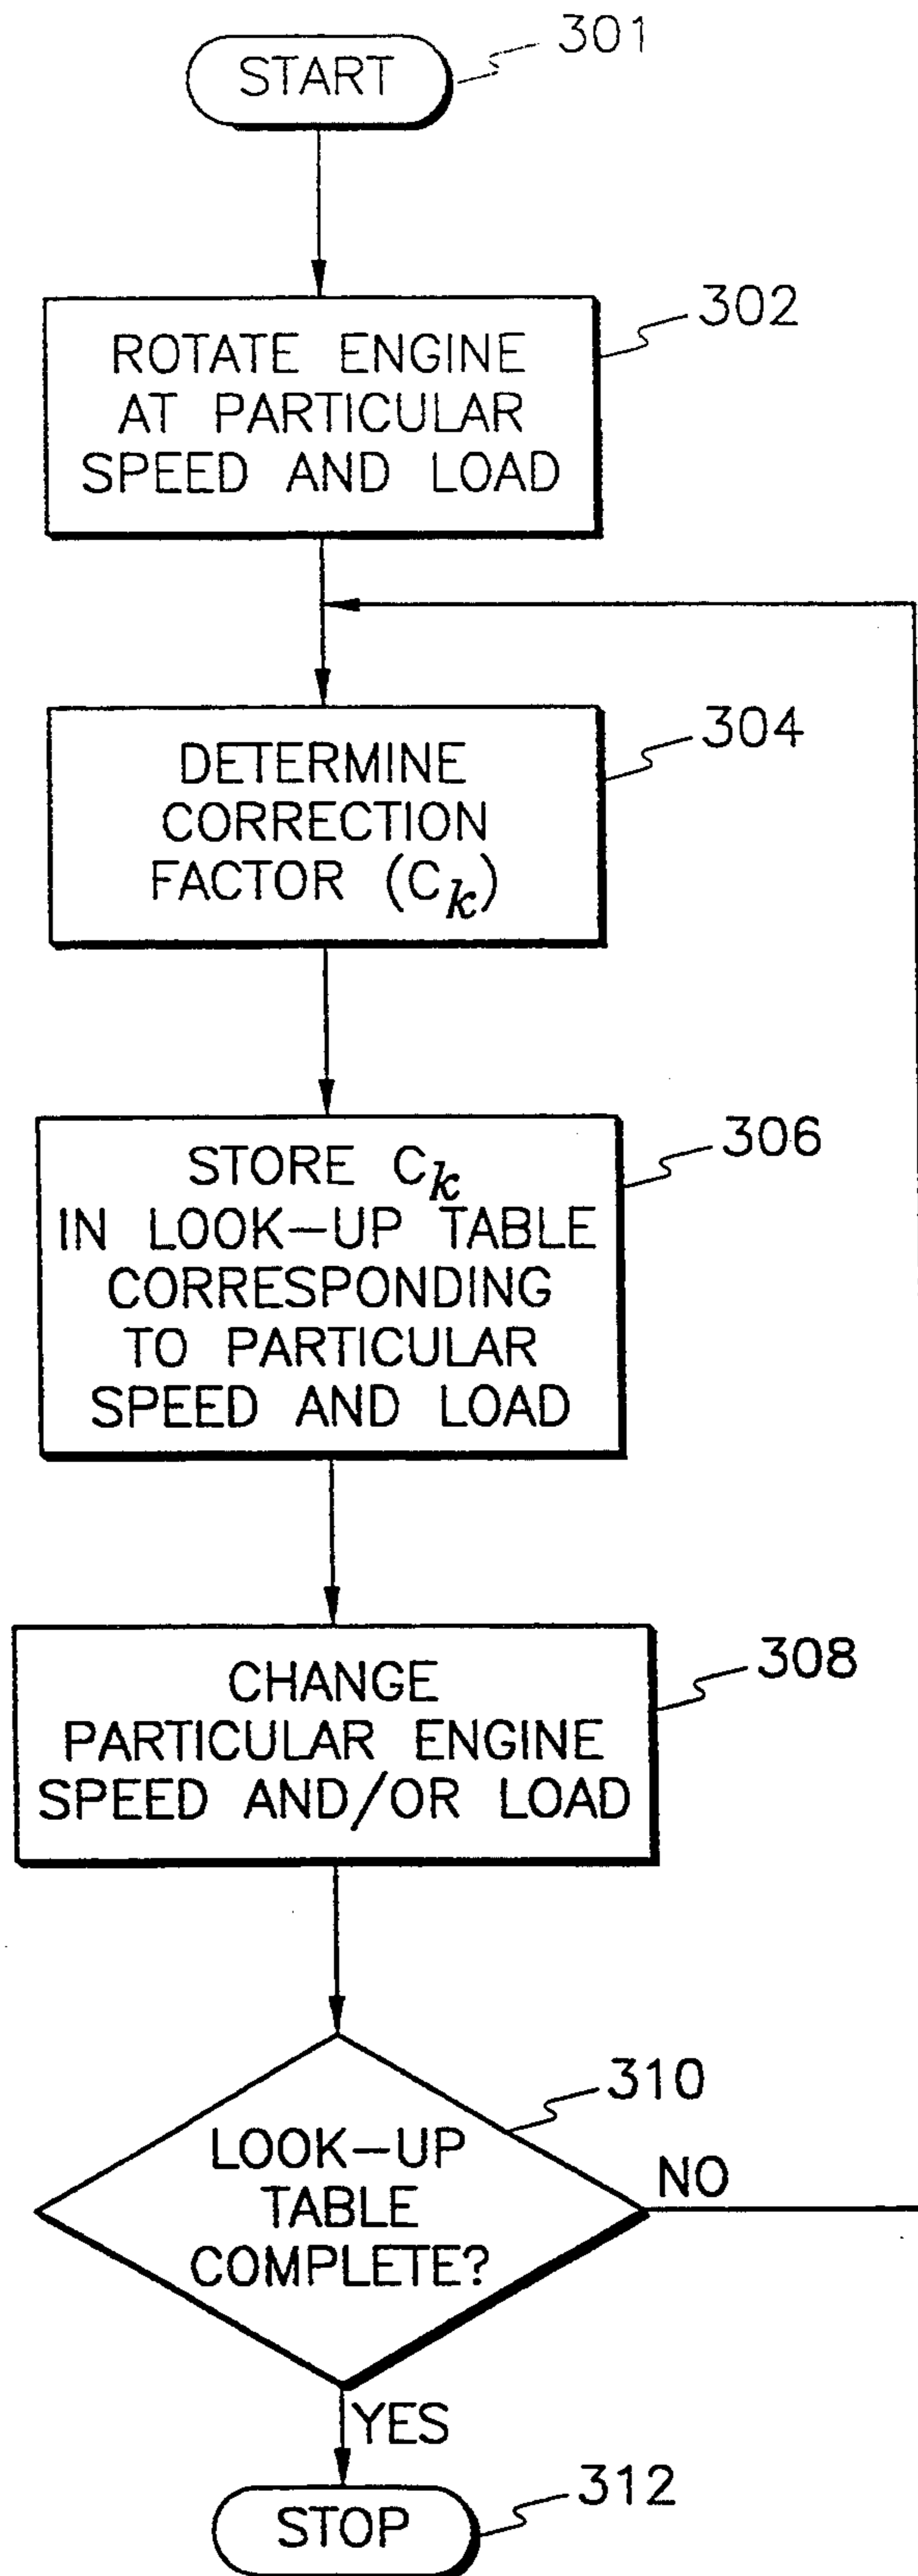 START
301
ROTATE ENGINE
AT PARTICULAR
SPEED AND LOAD
302
DETERMINE
CORRECTION
FACTOR (Ck)
304
STORE Ck
IN LOOK-UP TABLE
CORRESPONDING
TO PARTICULAR
SPEED AND LOAD
306
CHANGE
PARTICULAR ENGINE
SPEED AND/OR LOAD
308
LOOK-UP
TABLE
COMPLETE?
310
NO
YES
STOP
312